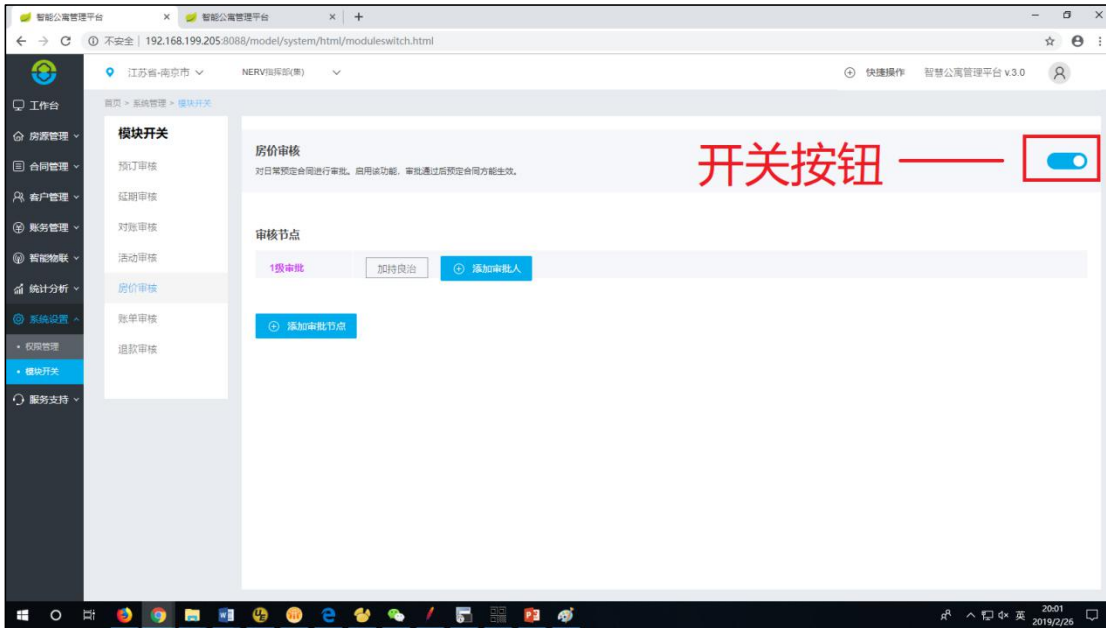 智能公寓管理平台
智能公寓管理平台
不安全 | 192.168.199.205:8088/model/system/html/moduleswitch.html
江苏省-南京市
NERV指挥部(集)
快捷操作
智慧公寓管理平台 v.3.0
工作台
房源管理
合同管理
客户管理
账务管理
智能物联
统计分析
系统设置
• 权限管理
• 模块开关
服务支持
首页 > 系统管理 > 模块开关
模块开关
预订审核
延期审核
对账审核
活动审核
房价审核
账单审核
退款审核
房价审核
对日常预定合同进行审批。启用该功能，审批通过后预定合同方能生效。
开关按钮
审核节点
1级审批
加持良治
添加审批人
添加审批节点
英
20:01
2019/2/26